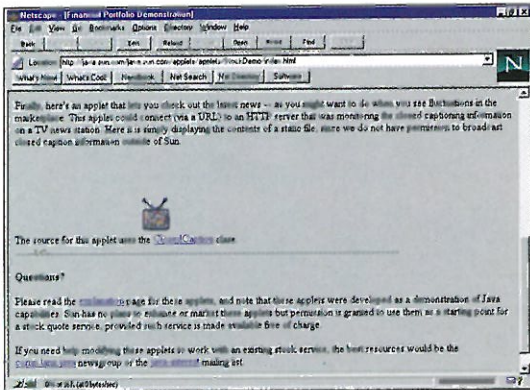 Netscape - [Financial Portfolio Demonstration]
File Edit View Go Bookmarks Options Directory Window Help
Back Edit Reload Open Find
Location: http://java.sun.com/java.sun.com/applets/applets/StockDemo/index.html
What's New! What's Cool! Handbook Net Search Net Directory Software
N
Finally, here's an applet that lets you check out the latest news -- as you might want to do when you see fluctuations in the
marketplace. This applet could connect (via a URL) to an HTTP server that was monitoring the closed captioning information
on a TV news station. Here it is simply displaying the contents of a static file, since we do not have permission to broadcast
closed caption information outside of Sun.
The source for this applet uses the ClosedCaption class.
Questions?
Please read the explanation page for these applets, and note that these applets were developed as a demonstration of Java
capabilities. Sun has no plans to enhance or market these applets but permission is granted to use them as a starting point for
a stock quote service, provided such service is made available free of charge.
If you need help modifying these applets to work with an existing stock service, the best resources would be the
comp.lang.java newsgroup or the java-interest mailing list.